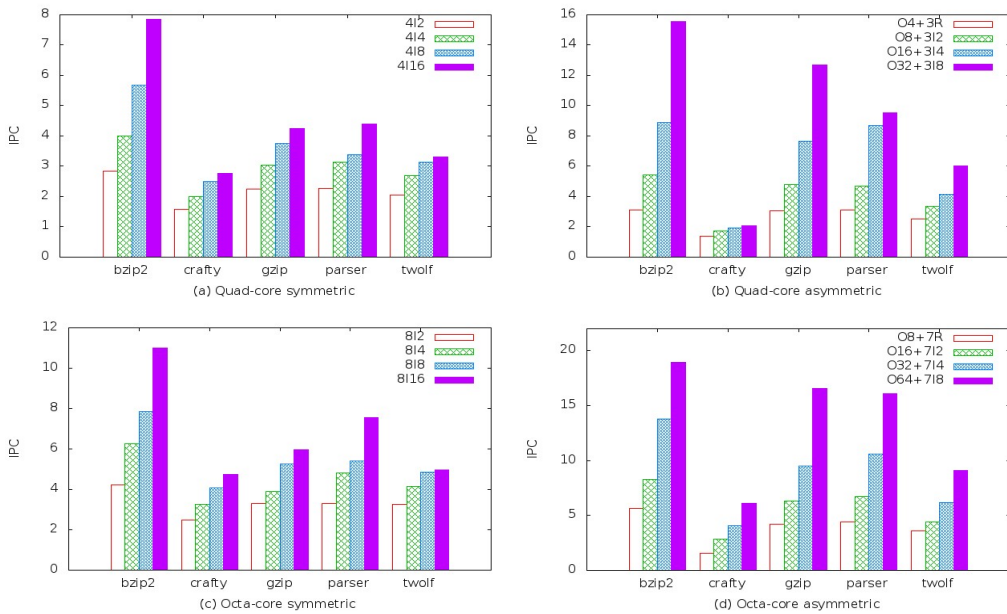 8
7
6
5
4
3
2
1
0
IPC
4I2
4I4
4I8
4I16
bzip2 crafty gzip parser twolf
(a) Quad-core symmetric
16
14
12
10
8
6
4
2
0
IPC
O4+3R
O8+3I2
O16+3I4
O32+3I8
bzip2 crafty gzip parser twolf
(b) Quad-core asymmetric
12
10
8
6
4
2
0
IPC
8I2
8I4
8I8
8I16
bzip2 crafty gzip parser twolf
(c) Octa-core symmetric
20
15
10
5
0
IPC
O8+7R
O16+7I2
O32+7I4
O64+7I8
bzip2 crafty gzip parser twolf
(d) Octa-core asymmetric